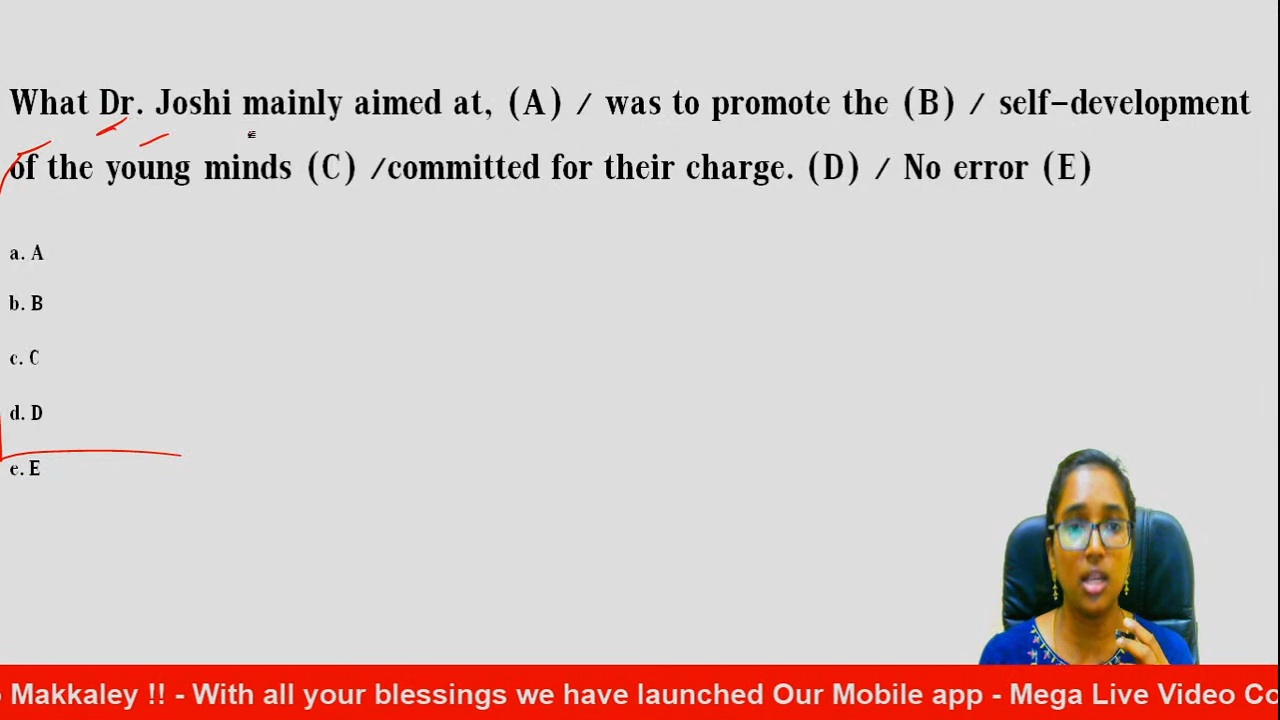 What Dr. Joshi mainly aimed at, (A) / was to promote the (B) / self-development
of the young minds (C) /committed for their charge. (D) / No error (E)
a. A
b. B
c. C
d. D
e. E
Makkaley !! - With all your blessings we have launched Our Mobile app - Mega Live Video Co